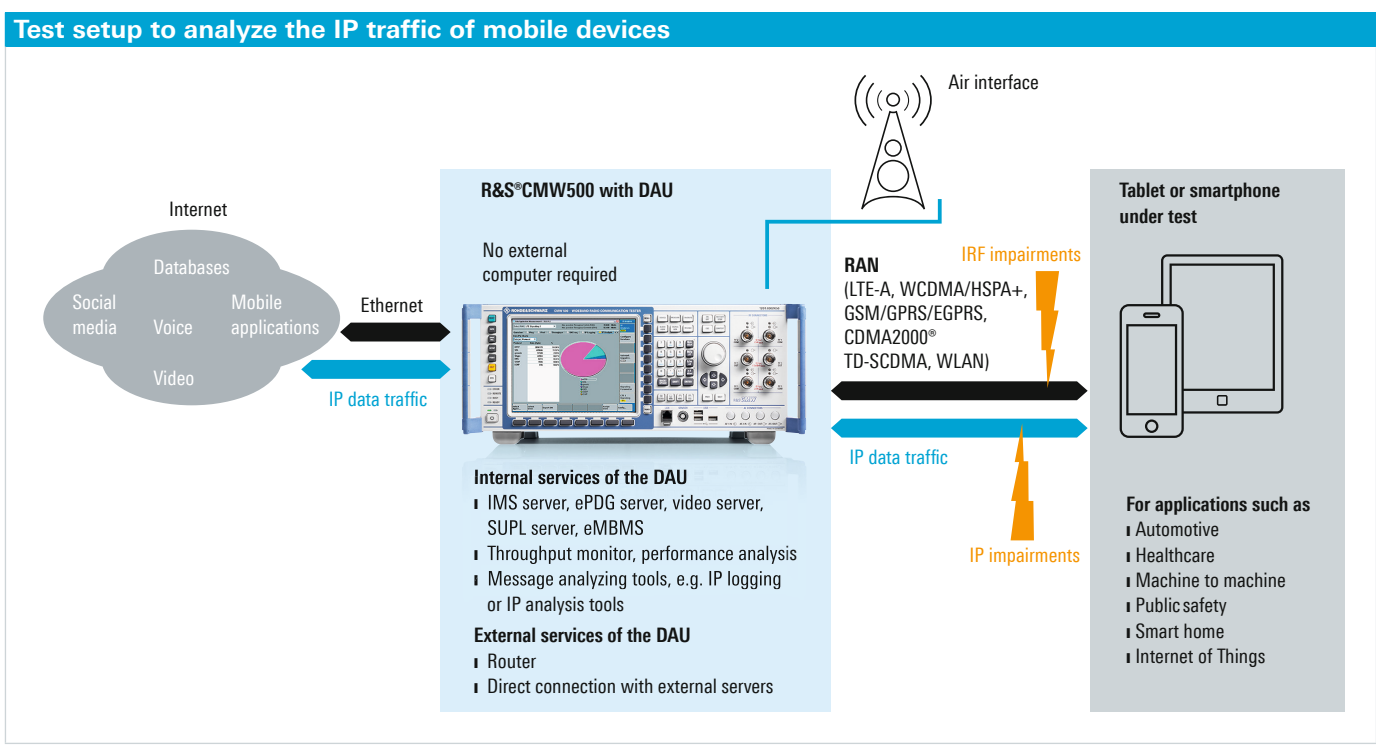 Test setup to analyze the IP traffic of mobile devices
Air interface
R&S®CMW500 with DAU
No external
computer required
Internet
Databases
Social
media
Voice
Mobile
applications
Video
Ethernet
IP data traffic
ROHDE&SCHWARZ
Internal services of the DAU
ı IMS server, ePDG server, video server,
SUPL server, eMBMS
ı Throughput monitor, performance analysis
ı Message analyzing tools, e.g. IP logging
or IP analysis tools
External services of the DAU
ı Router
ı Direct connection with external servers
RAN
(LTE-A, WCDMA/HSPA+,
GSM/GPRS/EGPRS,
CDMA2000®
TD-SCDMA, WLAN)
IRF impairments
IP data traffic
IP impairments
Tablet or smartphone
under test
For applications such as
ı Automotive
ı Healthcare
ı Machine to machine
ı Public safety
ı Smart home
ı Internet of Things